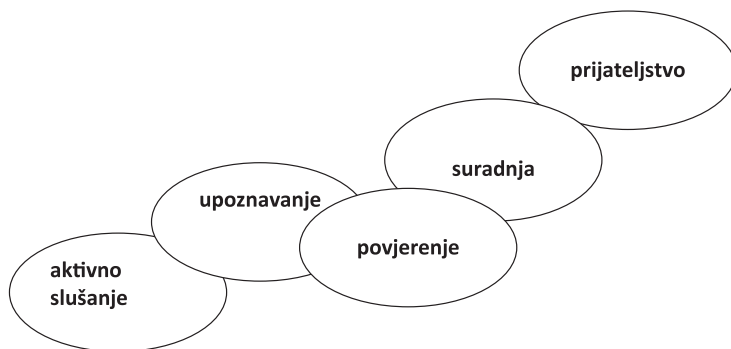 prijateljstvo
suradnja
upoznavanje
povjerenje
aktivno
slušanje